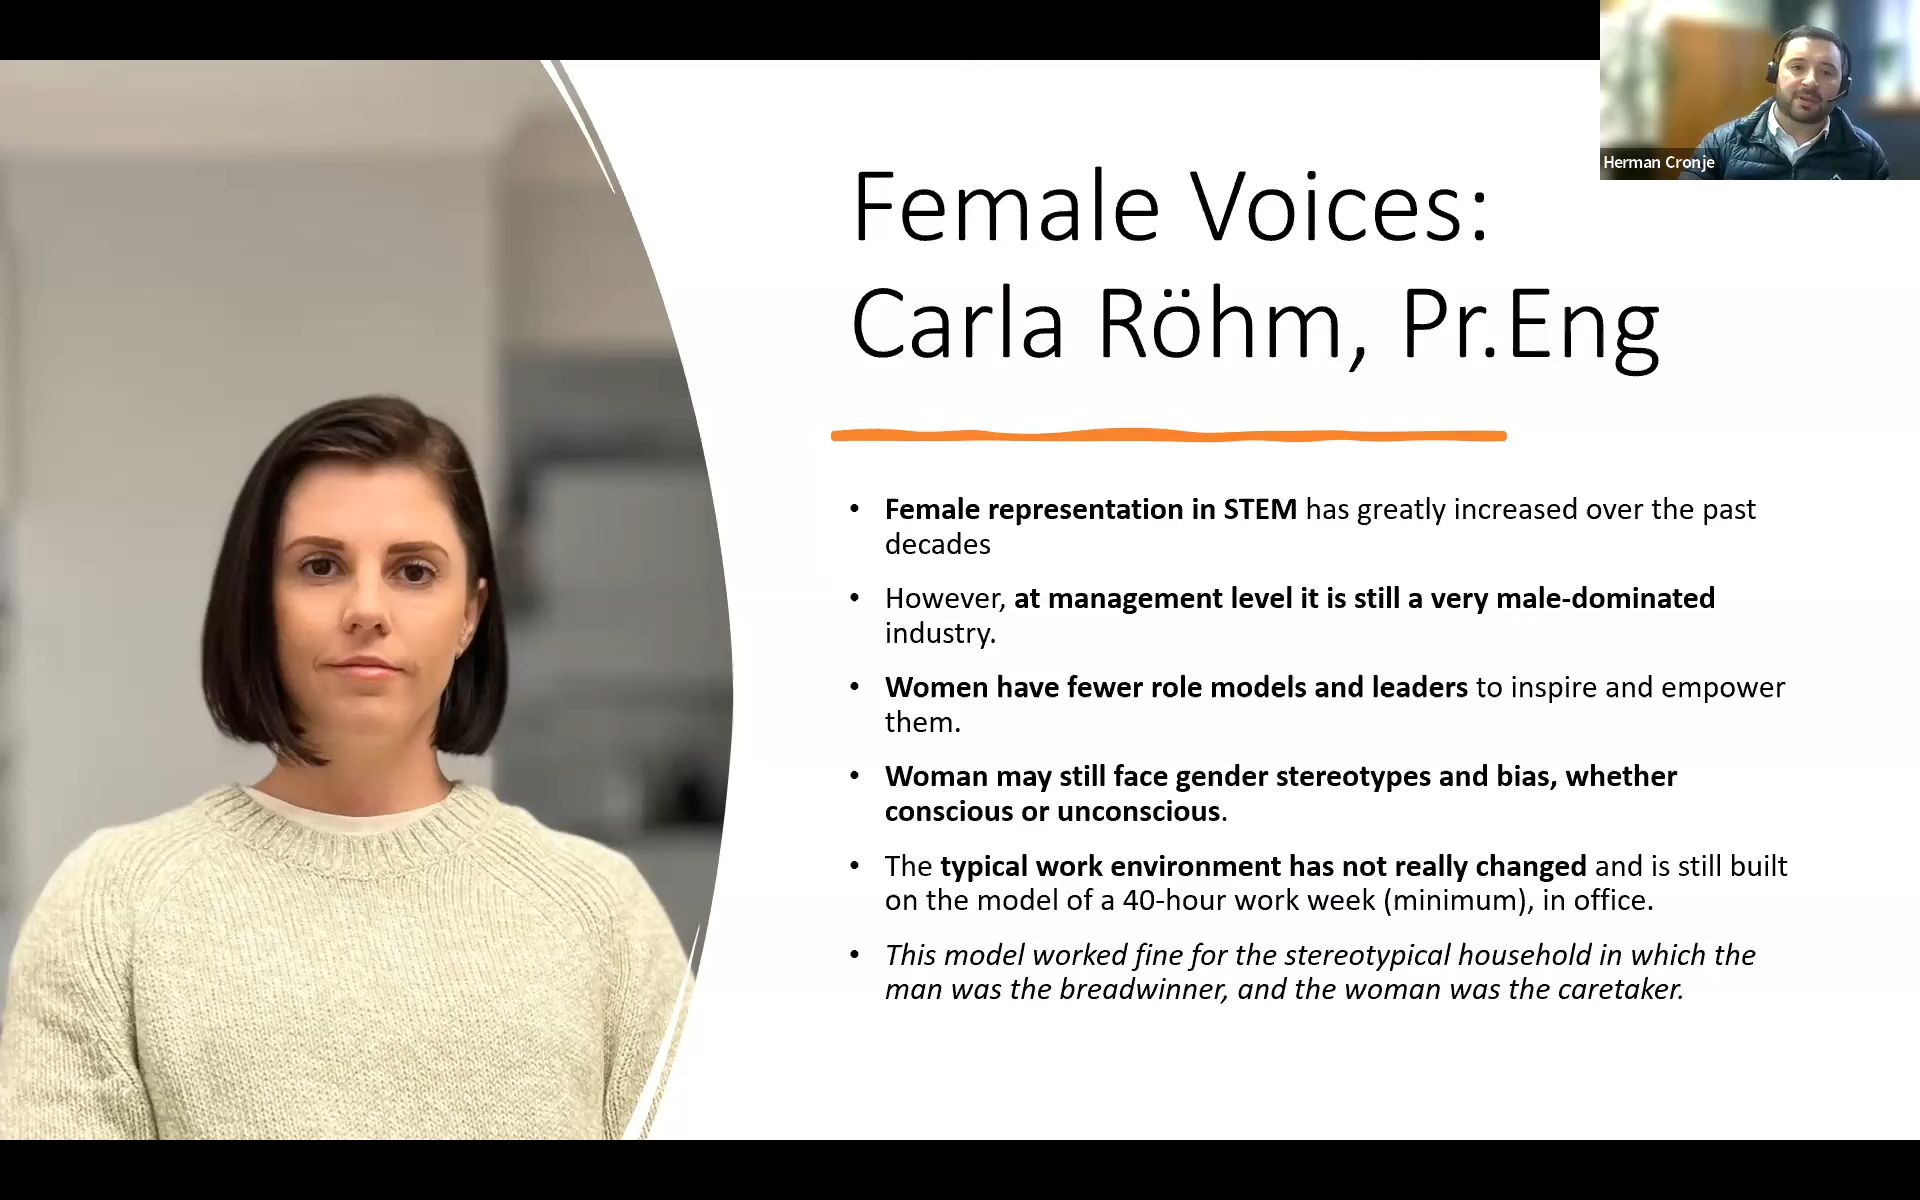 Herman Cronje
Female Voices:
Carla Röhm, Pr.Eng
• Female representation in STEM has greatly increased over the past
decades
• However, at management level it is still a very male-dominated
industry.
• Women have fewer role models and leaders to inspire and empower
them.
• Woman may still face gender stereotypes and bias, whether
conscious or unconscious.
• The typical work environment has not really changed and is still built
on the model of a 40-hour work week (minimum), in office.
• This model worked fine for the stereotypical household in which the
man was the breadwinner, and the woman was the caretaker.